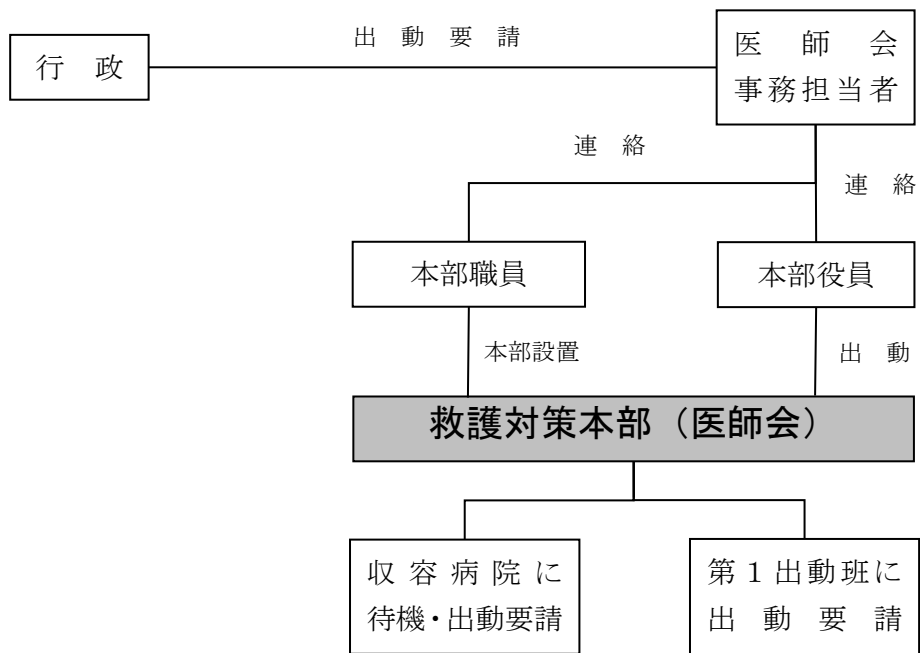 出動要請
行政
医師会
事務担当者
連絡
連絡
本部職員
本部役員
本部設置
出動
救護対策本部（医師会）
収容病院に
待機・出動要請
第1出動班に
出動要請